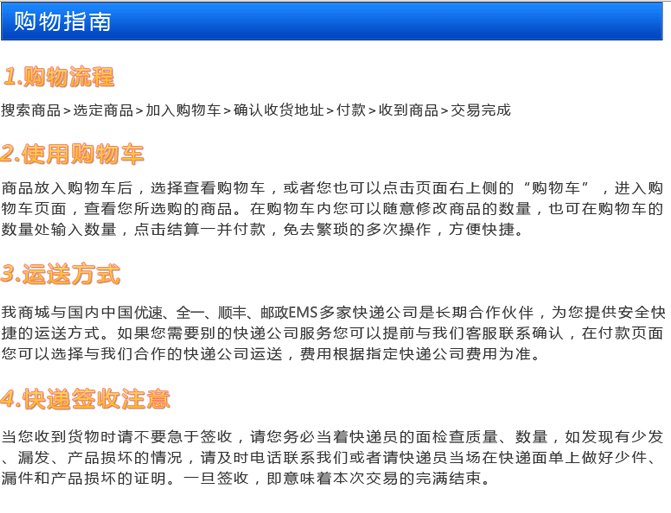 购物指南
1.购物流程
搜索商品>选定商品>加入购物车>确认收货地址>付款>收到商品>交易完成
2.使用购物车
商品放入购物车后，选择查看购物车，或者您也可以点击页面右上侧的“购物车”，进入购
物车页面，查看您所选购的商品。在购物车内您可以随意修改商品的数量，也可在购物车的
数量处输入数量，点击结算一并付款，免去繁琐的多次操作，方便快捷。
3.运送方式
我商城与国内中国优速、全一、顺丰、邮政EMS多家快递公司是长期合作伙伴，为您提供安全快
捷的运送方式。如果您需要别的快递公司服务您可以提前与我们客服联系确认，在付款页面
您可以选择与我们合作的快递公司运送，费用根据指定快递公司费用为准。
4.快递签收注意
当您收到货物时请不要急于签收，请您务必当着快递员的面检查质量、数量，如发现有少发
、漏发、产品损坏的情况，请及时电话联系我们或者请快递员当场在快递面单上做好少件、
漏件和产品损坏的证明。一旦签收，即意味着本次交易的完满结束。